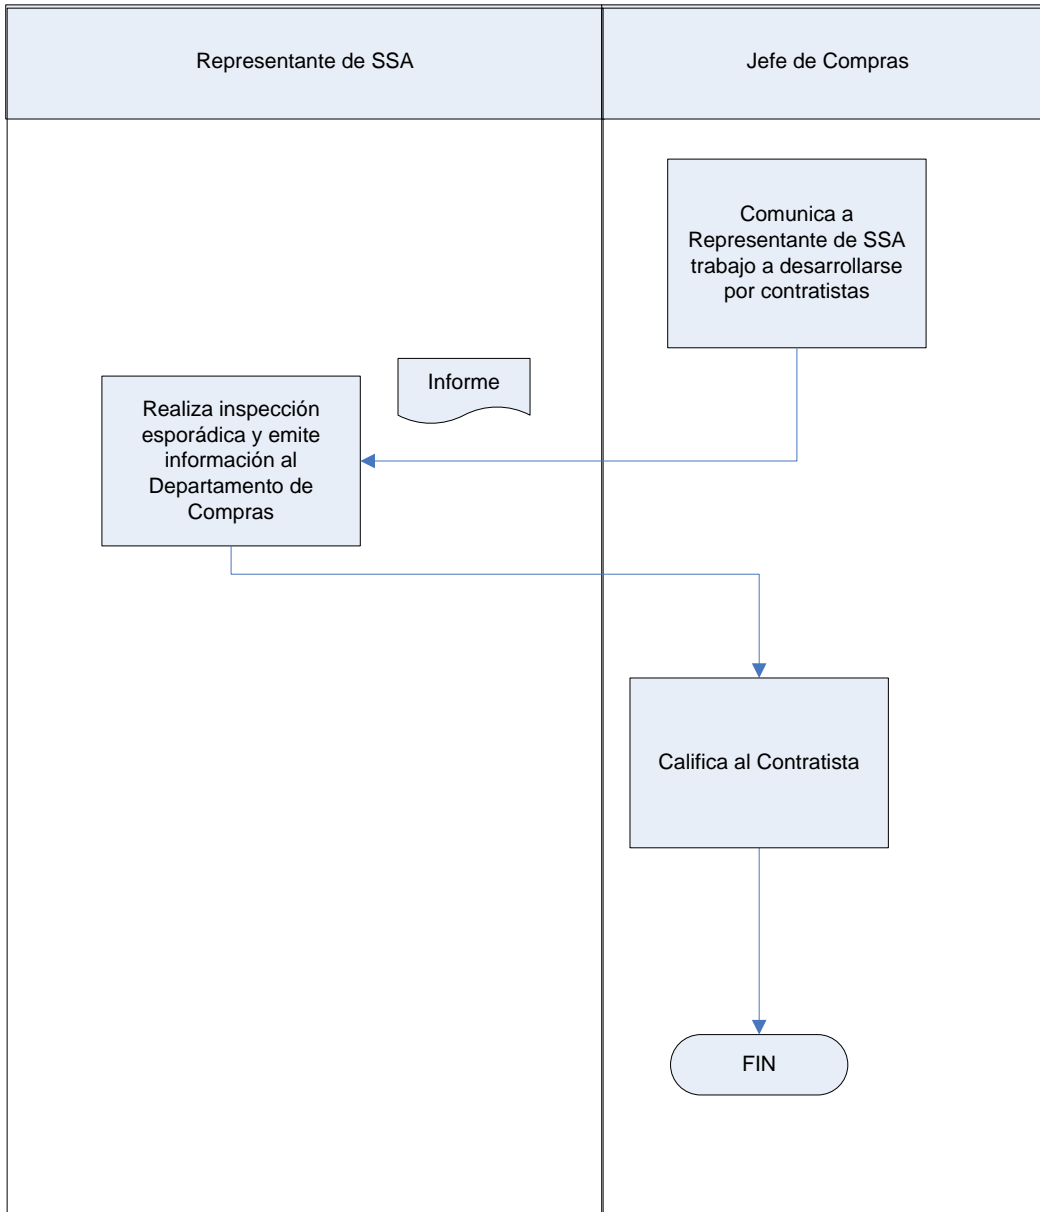 Representante de SSA
Jefe de Compras
Comunica a
Representante de SSA
trabajo a desarrollarse
por contratistas
Informe
Realiza inspección
esporádica y emite
información al
Departamento de
Compras
Califica al Contratista
FIN